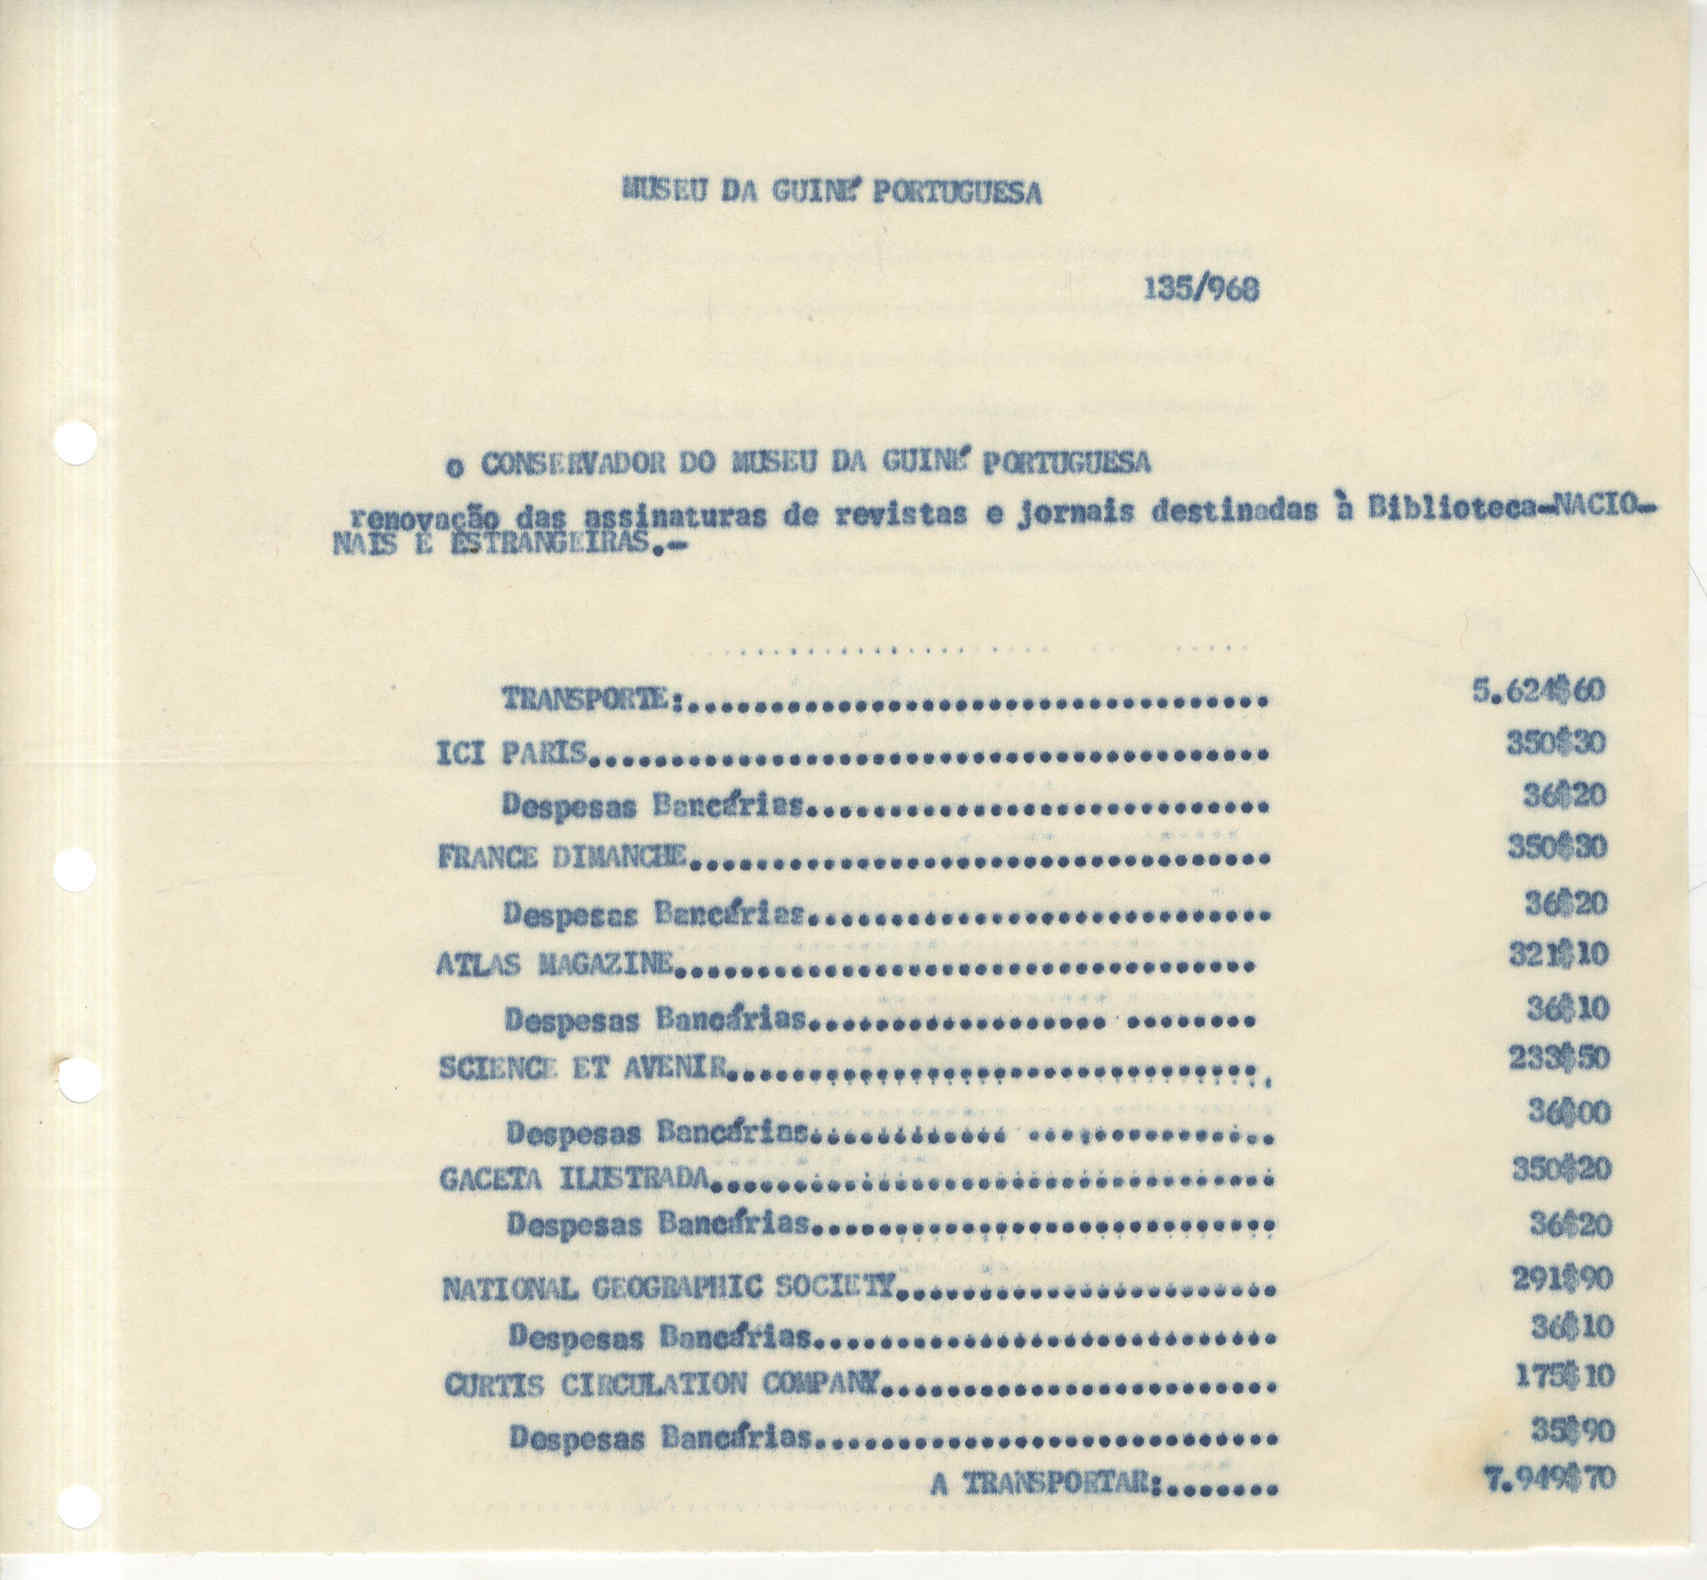 MUSEU DA GUINÉ PORTUGUESA
135/968
o CONSERVADOR DO MUSEU DA GUINÉ PORTUGUESA
renovação das assinaturas de revistas e jornais destinadas à Biblioteca-NACIO-
NAIS E ESTRANGEIRAS.-
TRANSPORTE:................................... 5.624$60
ICI PARIS......................................... 350$30
Despesas Bancárias............................ 36$20
FRANCE DIMANCHE................................... 350$30
Despesas Bancárias............................ 36$20
ATLAS MAGAZINE................................... 321$10
Despesas Bancárias.................. ........ 36$10
SCIENCE ET AVENIR................................ 233$50
Despesas Bancárias............ ............... 36$00
GACETA ILUSTRADA.................................. 350$20
Despesas Bancárias............................ 36$20
NATIONAL GEOGRAPHIC SOCIETY....................... 291$90
Despesas Bancárias............................ 36$10
CURTIS CIRCULATION COMPANY........................ 175$10
Despesas Bancárias............................ 35$90
A TRANSPORTAR:....... 7.949$70